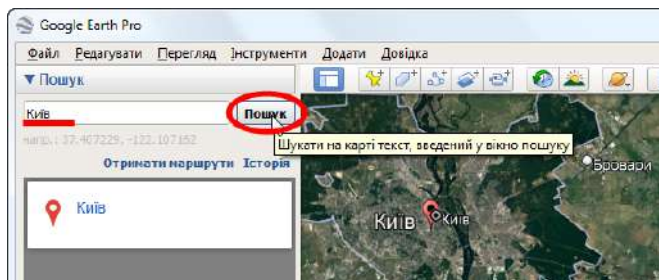 Google Earth Pro
Файл Редагувати Перегляд Інструменти Додати Довідка
Пошук
Київ Пошук
напр.: 37.407229, -122.107162
Шукати на карті текст, введений у вікно пошуку
Отримати маршрути Історія
Бровари
Київ
Київ Київ